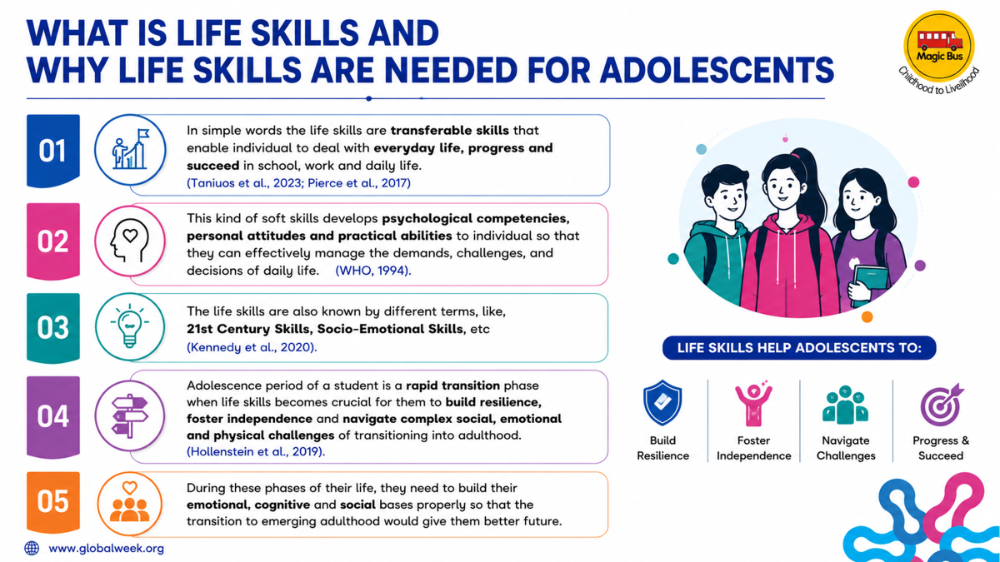 WHAT IS LIFE SKILLS AND
WHY LIFE SKILLS ARE NEEDED FOR ADOLESCENTS
Magic Bus
Childhood to Livelihood
01
In simple words the life skills are transferable skills that
enable individual to deal with everyday life, progress and
succeed in school, work and daily life.
(Taniuos et al., 2023; Pierce et al., 2017)
02
This kind of soft skills develops psychological competencies,
personal attitudes and practical abilities to individual so that
they can effectively manage the demands, challenges, and
decisions of daily life. (WHO, 1994).
03
The life skills are also known by different terms, like,
21st Century Skills, Socio-Emotional Skills, etc
(Kennedy et al., 2020).
04
Adolescence period of a student is a rapid transition phase
when life skills becomes crucial for them to build resilience,
foster independence and navigate complex social, emotional
and physical challenges of transitioning into adulthood.
(Hollenstein et al., 2019).
05
During these phases of their life, they need to build their
emotional, cognitive and social bases properly so that the
transition to emerging adulthood would give them better future.
LIFE SKILLS HELP ADOLESCENTS TO:
Build
Resilience
Foster
Independence
Navigate
Challenges
Progress &
Succeed
www.globalweek.org